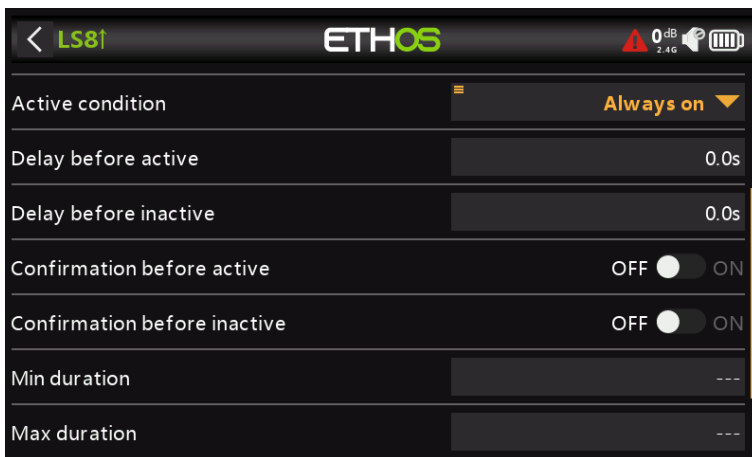 LS8↑ ETHOS 0dB 2.4G
Active condition Always on
Delay before active 0.0s
Delay before inactive 0.0s
Confirmation before active OFF ON
Confirmation before inactive OFF ON
Min duration ---
Max duration ---